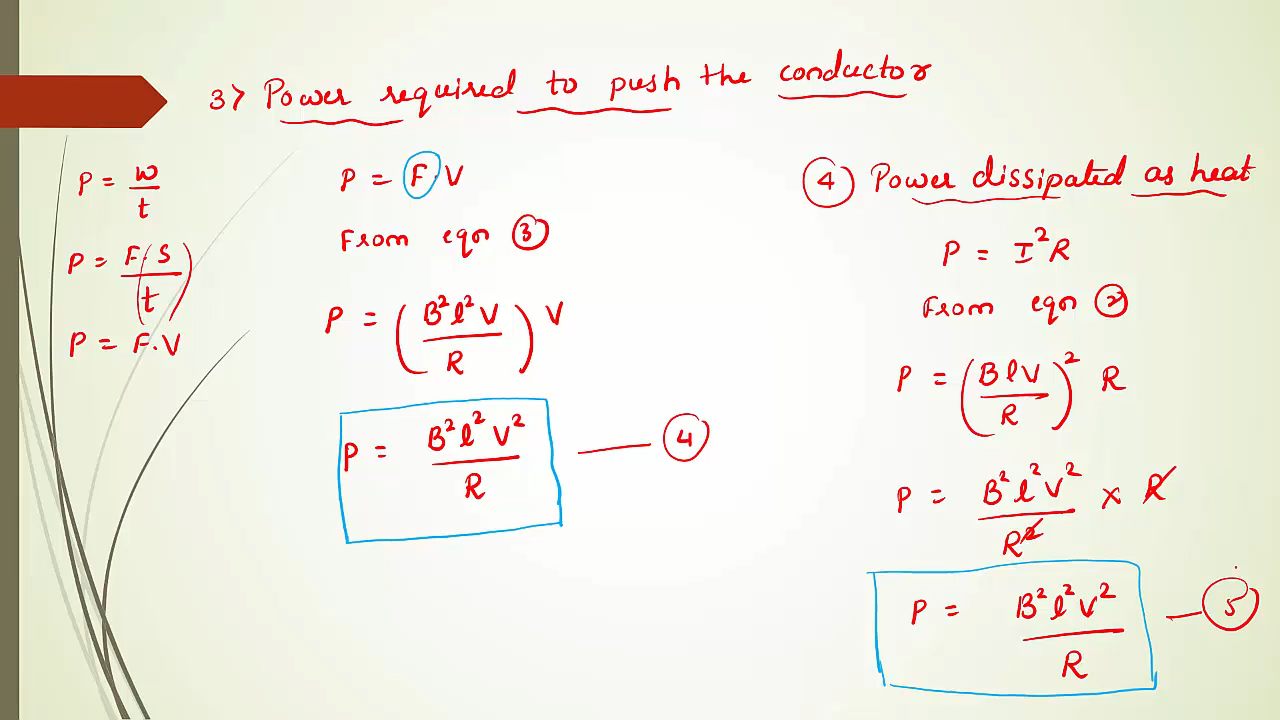 3) Power required to push the conductor
P = W/t
P = F.S/t
P = F.V
P = F.V
From eqn ③
P = (B²l²V/R) V
P = B²l²V²/R —— ④
④ Power dissipated as heat
P = I²R
From eqn ②
P = (BlV/R)² R
P = B²l²V²/R² × R
P = B²l²V²/R — ⑤